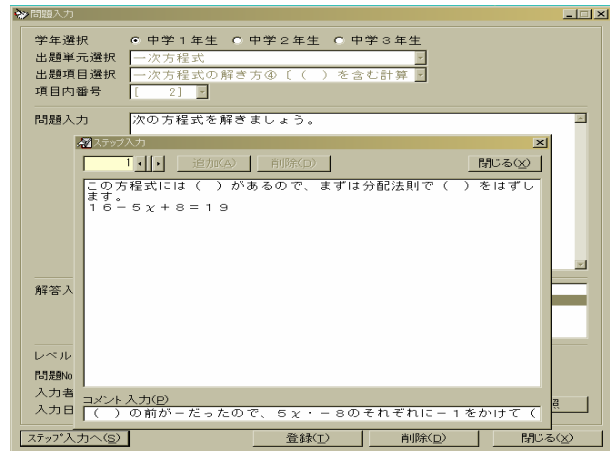 問題入力
学年選択 中学1年生 中学2年生 中学3年生
出題単元選択 一次方程式
出題項目選択 一次方程式の解き方④〔（　）を含む計算
項目内番号 [ 2]
問題入力 次の方程式を解きましょう。
ステップ入力
1 追加(A) 削除(D) 閉じる(X)
この方程式には（　）があるので、まずは分配法則で（　）をはずし
ます。
１６－５χ＋８＝１９
解答入
レベル
問題No
入力者
入力日
コメント入力(P)
（　）の前が－だったので、５χ・－８のそれぞれに－１をかけて（
ステップ入力へ(S) 登録(T) 削除(D) 閉じる(X)